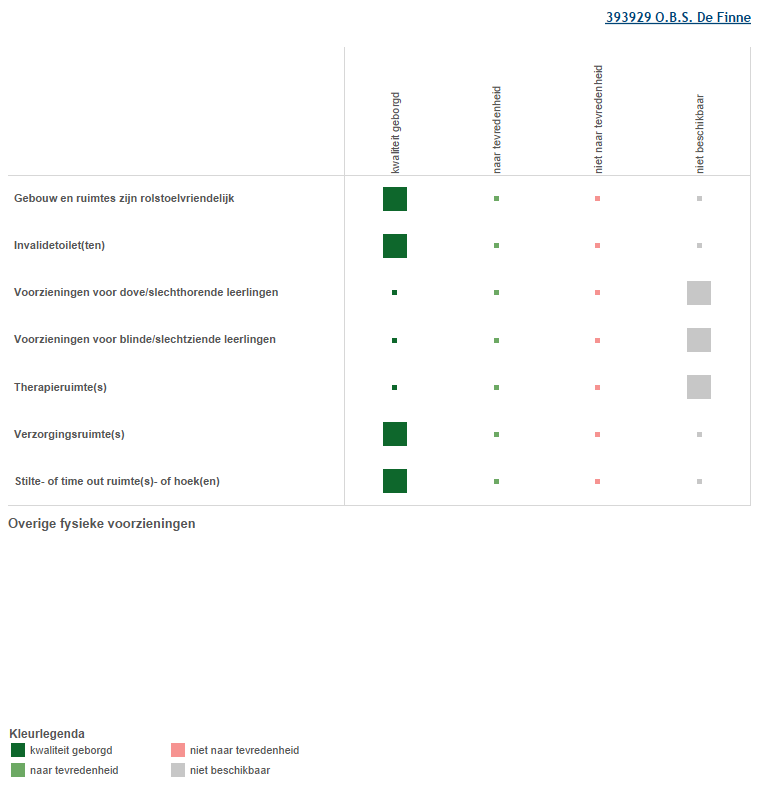 393929 O.B.S. De Finne
kwaliteit geborgd
naar tevredenheid
niet naar tevredenheid
niet beschikbaar
Gebouw en ruimtes zijn rolstoelvriendelijk
Invalidetoilet(ten)
Voorzieningen voor dove/slechthorende leerlingen
Voorzieningen voor blinde/slechtziende leerlingen
Therapieruimte(s)
Verzorgingsruimte(s)
Stilte- of time out ruimte(s)- of hoek(en)
Overige fysieke voorzieningen
Kleurlegenda
kwaliteit geborgd
niet naar tevredenheid
naar tevredenheid
niet beschikbaar